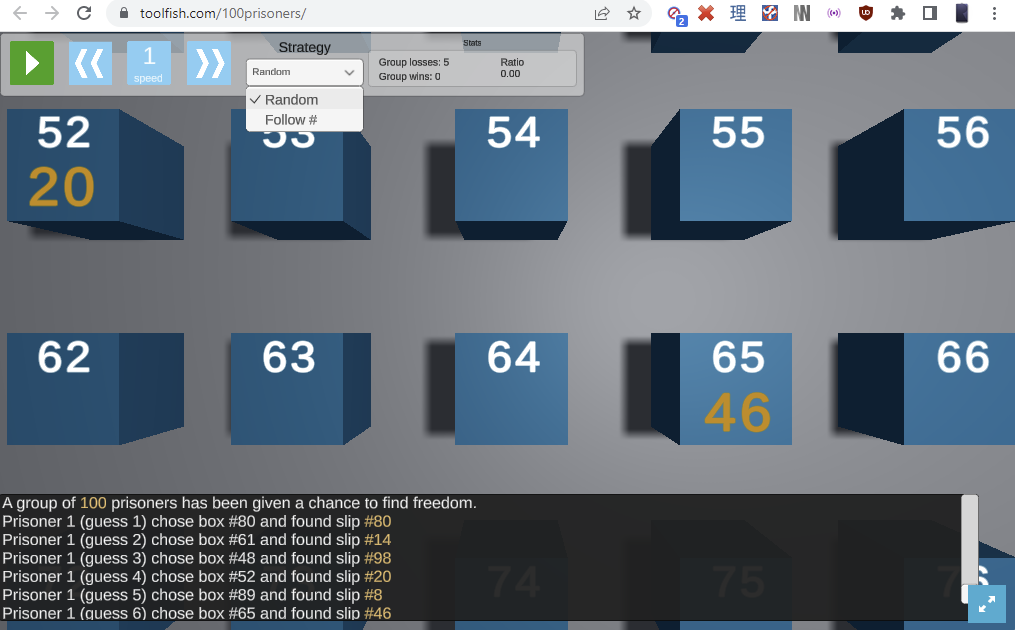 toolfish.com/100prisoners/
2
理
Strategy
Stats
1
speed
Random
Group losses: 5
Ratio
Group wins: 0
0.00
Random
Follow #
52
53
54
55
56
20
62
63
64
65
66
46
A group of 100 prisoners has been given a chance to find freedom.
Prisoner 1 (guess 1) chose box #80 and found slip #80
Prisoner 1 (guess 2) chose box #61 and found slip #14
Prisoner 1 (guess 3) chose box #48 and found slip #98
Prisoner 1 (guess 4) chose box #52 and found slip #20
Prisoner 1 (guess 5) chose box #89 and found slip #8
Prisoner 1 (guess 6) chose box #65 and found slip #46
74
75